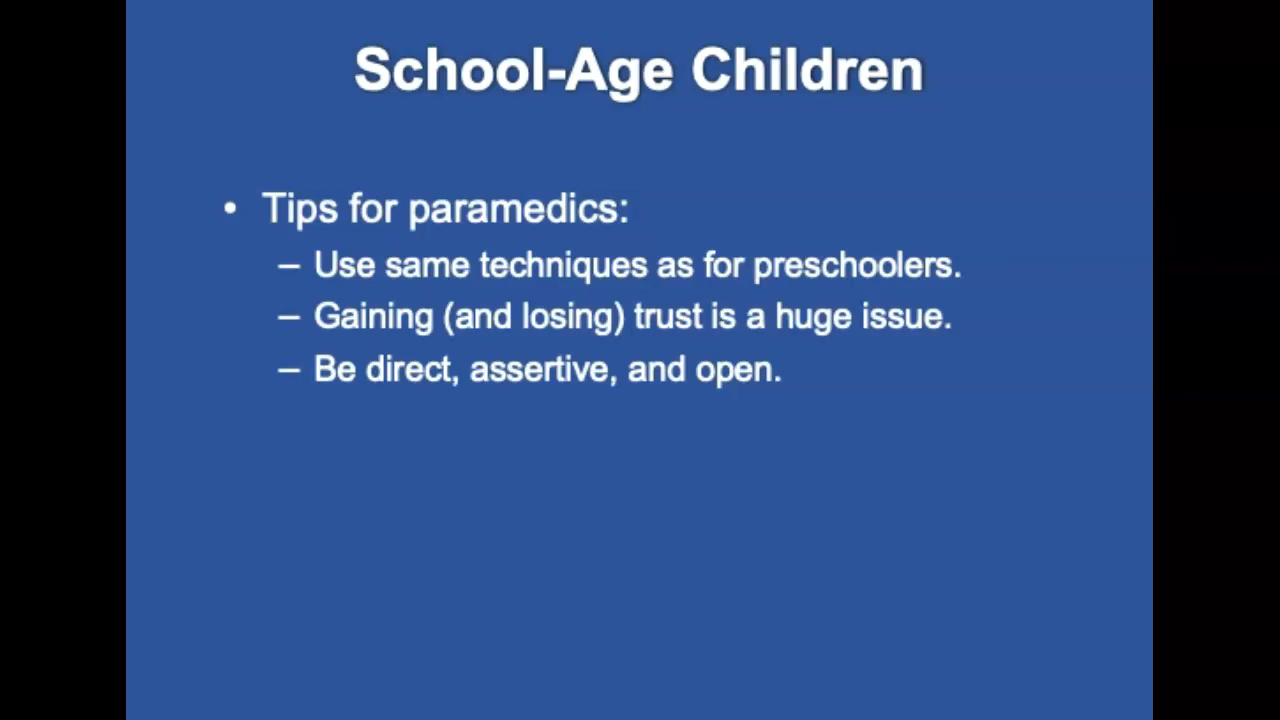 School-Age Children
• Tips for paramedics:
– Use same techniques as for preschoolers.
– Gaining (and losing) trust is a huge issue.
– Be direct, assertive, and open.